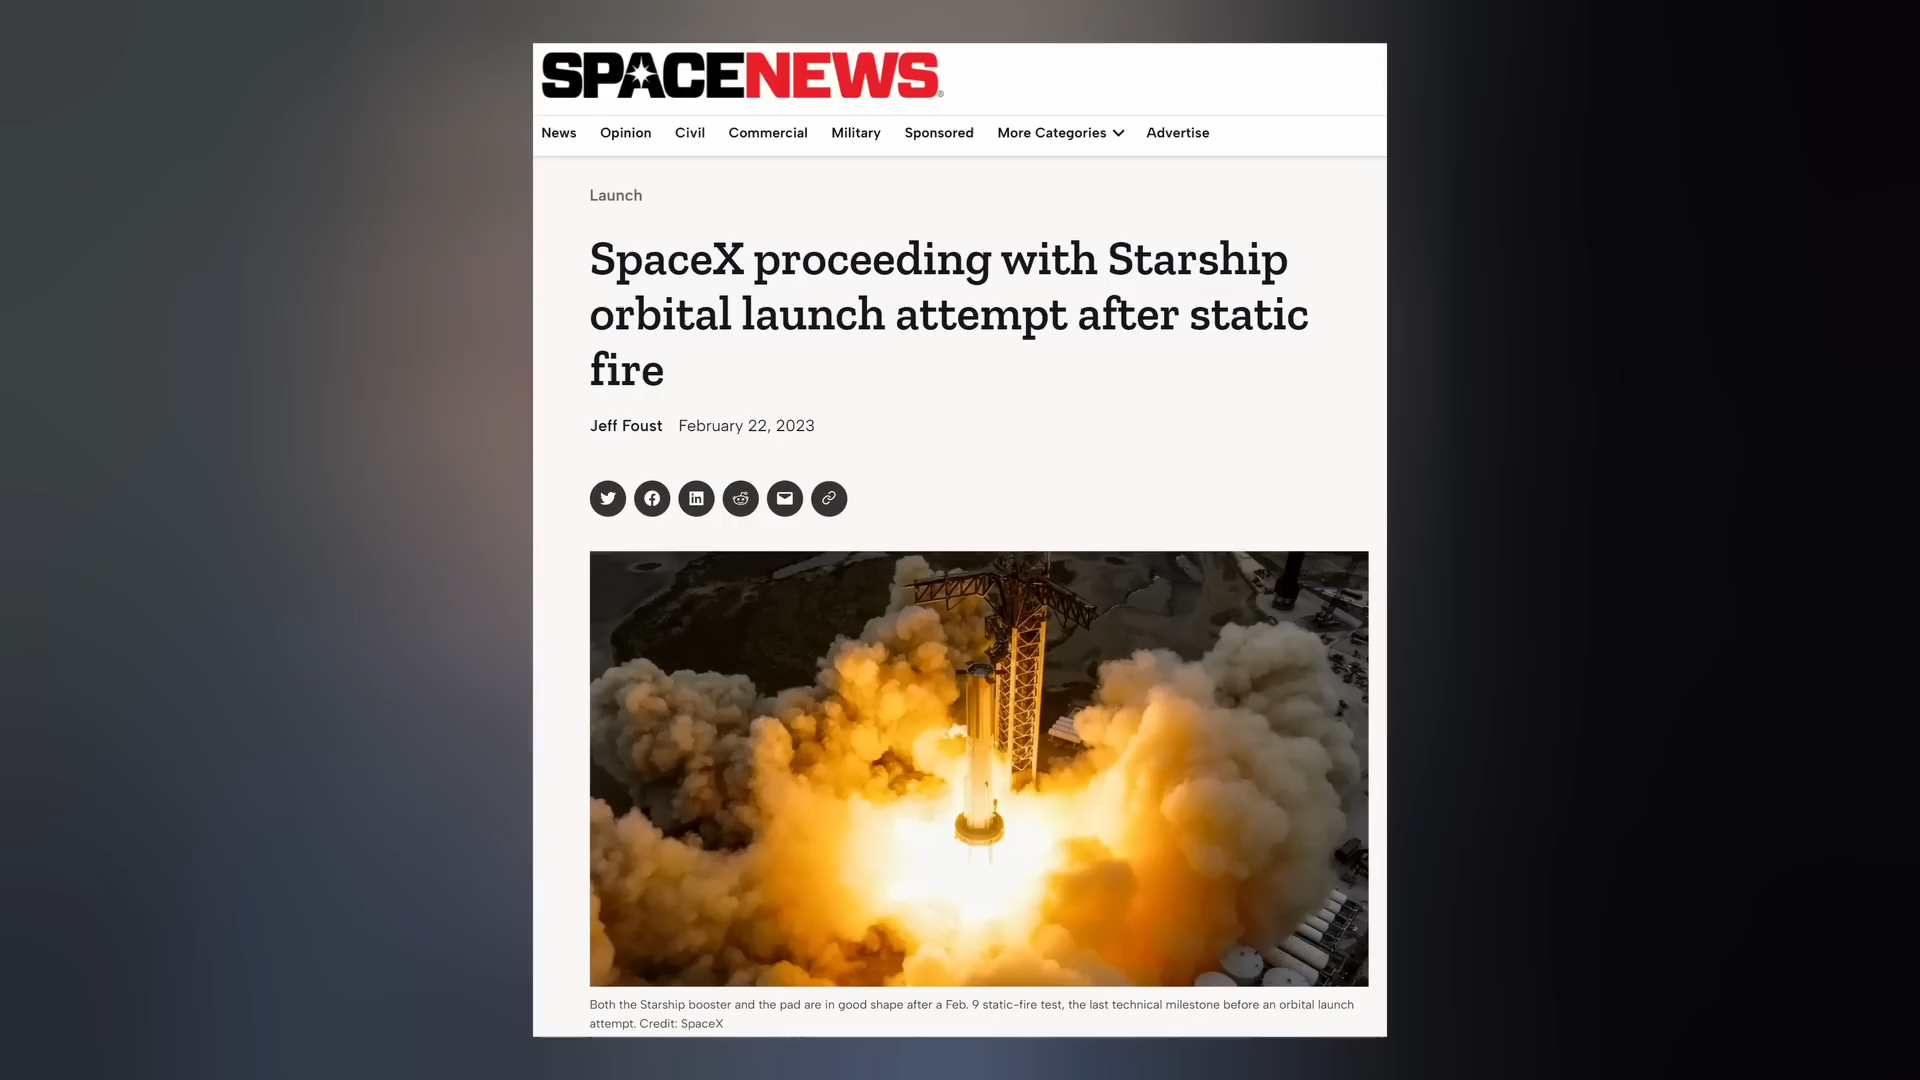 SPACENEWS®
News Opinion Civil Commercial Military Sponsored More Categories Advertise
Launch
SpaceX proceeding with Starship
orbital launch attempt after static
fire
Jeff Foust February 22, 2023
Both the Starship booster and the pad are in good shape after a Feb. 9 static-fire test, the last technical milestone before an orbital launch
attempt. Credit: SpaceX